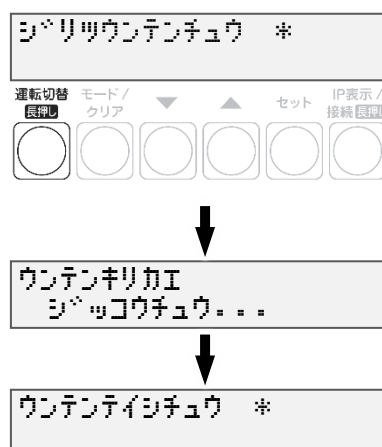 ジリツウンテンチュウ *
運転切替 モード/ ▼ ▲ セット IP表示/
長押し クリア 接続 長押し
ウンテンキリカエ
ジッコウチュウ...
ウンテンテイシチュウ *